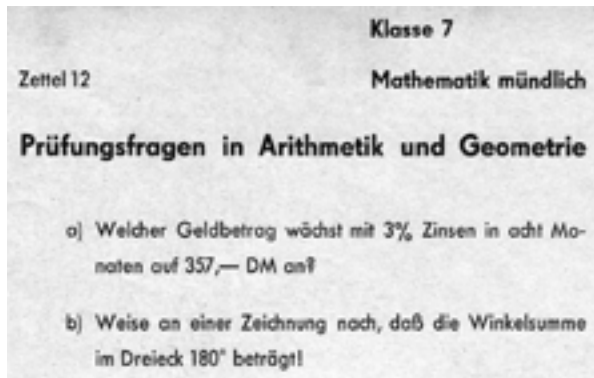 Klasse 7
Zettel 12 Mathematik mündlich
Prüfungsfragen in Arithmetik und Geometrie
a) Welcher Geldbetrag wächst mit 3% Zinsen in acht Mo-
naten auf 357,— DM an?
b) Weise an einer Zeichnung nach, daß die Winkelsumme
im Dreieck 180° beträgt!